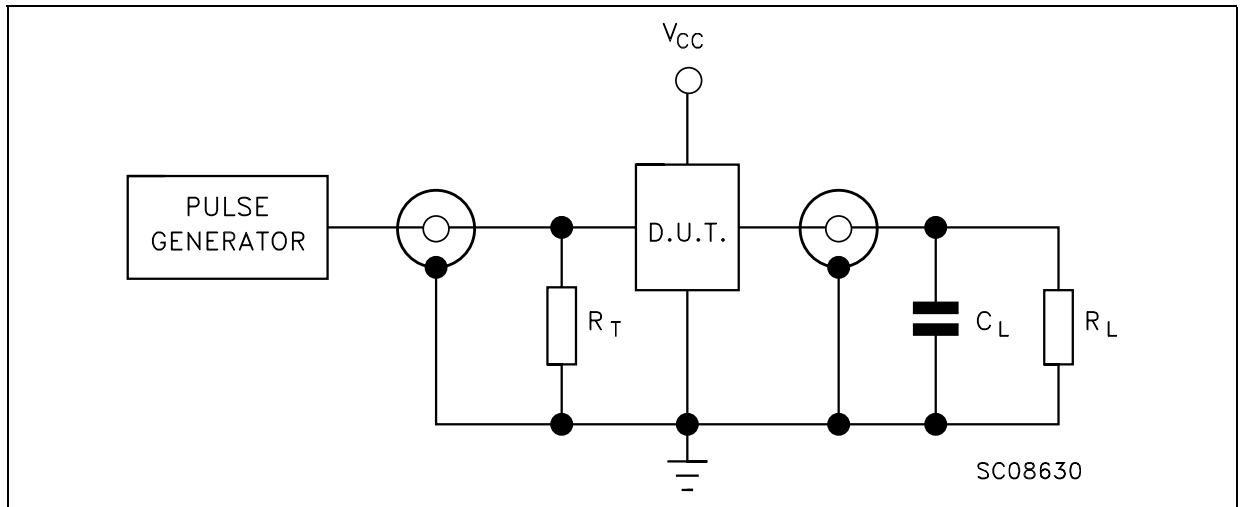 VCC
PULSE
GENERATOR
D.U.T.
RT
CL
RL
SC08630